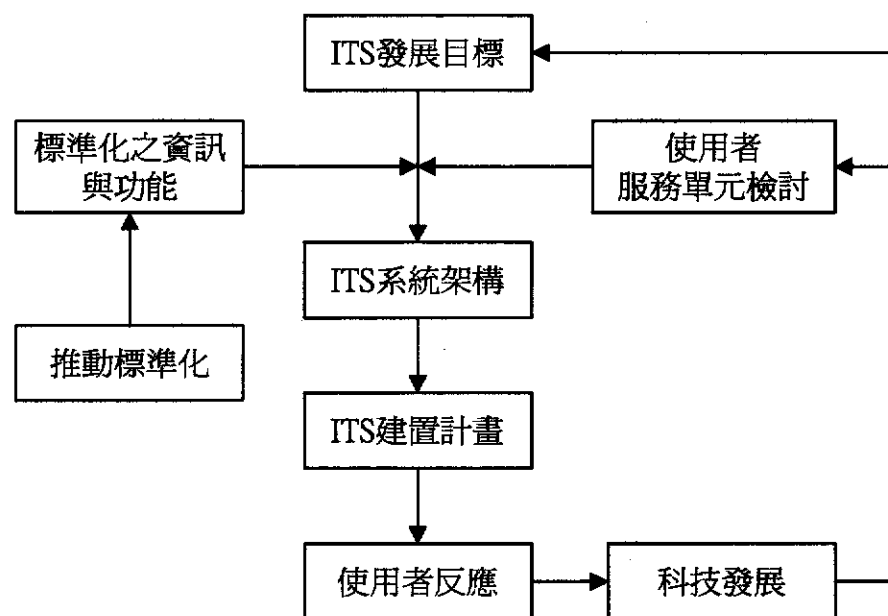 ITS發展目標
標準化之資訊
與功能
使用者
服務單元檢討
ITS系統架構
推動標準化
ITS建置計畫
使用者反應
科技發展